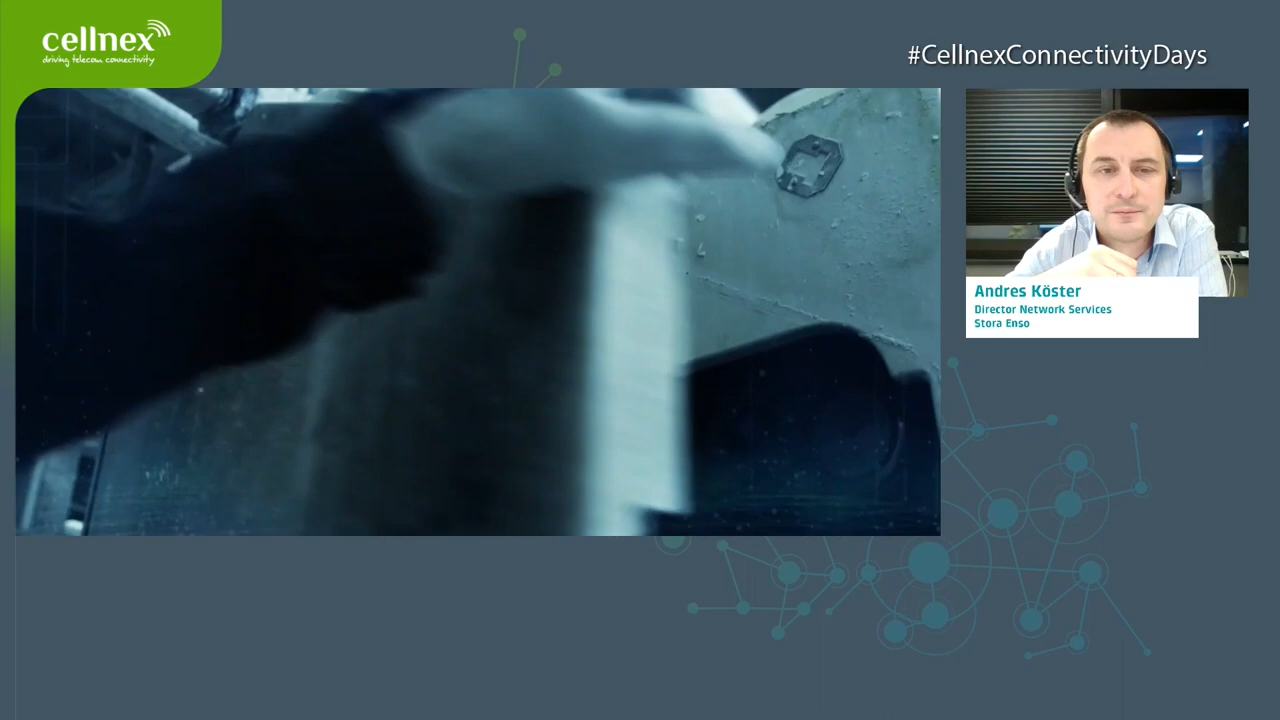 cellnex
driving telecom connectivity
#CellnexConnectivityDays
Andres Köster
Director Network Services
Stora Enso